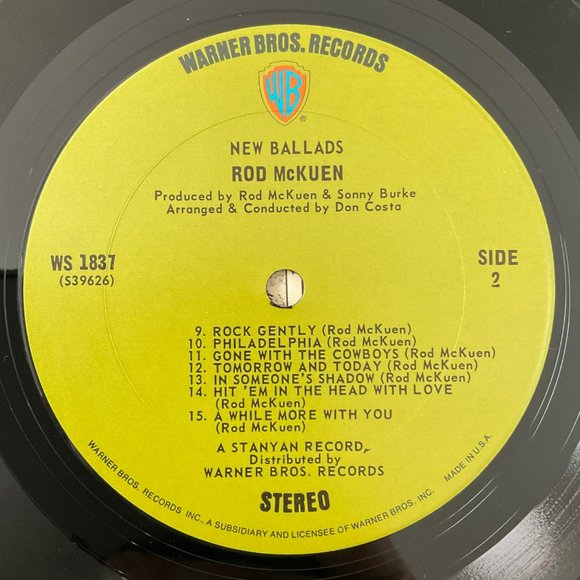 WARNER BROS. RECORDS
WB
®
NEW BALLADS
ROD McKUEN
Produced by Rod McKuen & Sonny Burke
Arranged & Conducted by Don Costa
WS 1837
(S39626)
SIDE
2
9. ROCK GENTLY (Rod McKuen)
10. PHILADELPHIA (Rod McKuen)
11. GONE WITH THE COWBOYS (Rod McKuen)
12. TOMORROW AND TODAY (Rod McKuen)
13. IN SOMEONE'S SHADOW (Rod McKuen)
14. HIT 'EM IN THE HEAD WITH LOVE
(Rod McKuen)
15. A WHILE MORE WITH YOU
(Rod McKuen)
A STANYAN RECORD,
Distributed by
WARNER BROS. RECORDS
STEREO
WARNER BROS. RECORDS INC., A SUBSIDIARY AND LICENSEE OF WARNER BROS. INC.
MADE IN U.S.A.